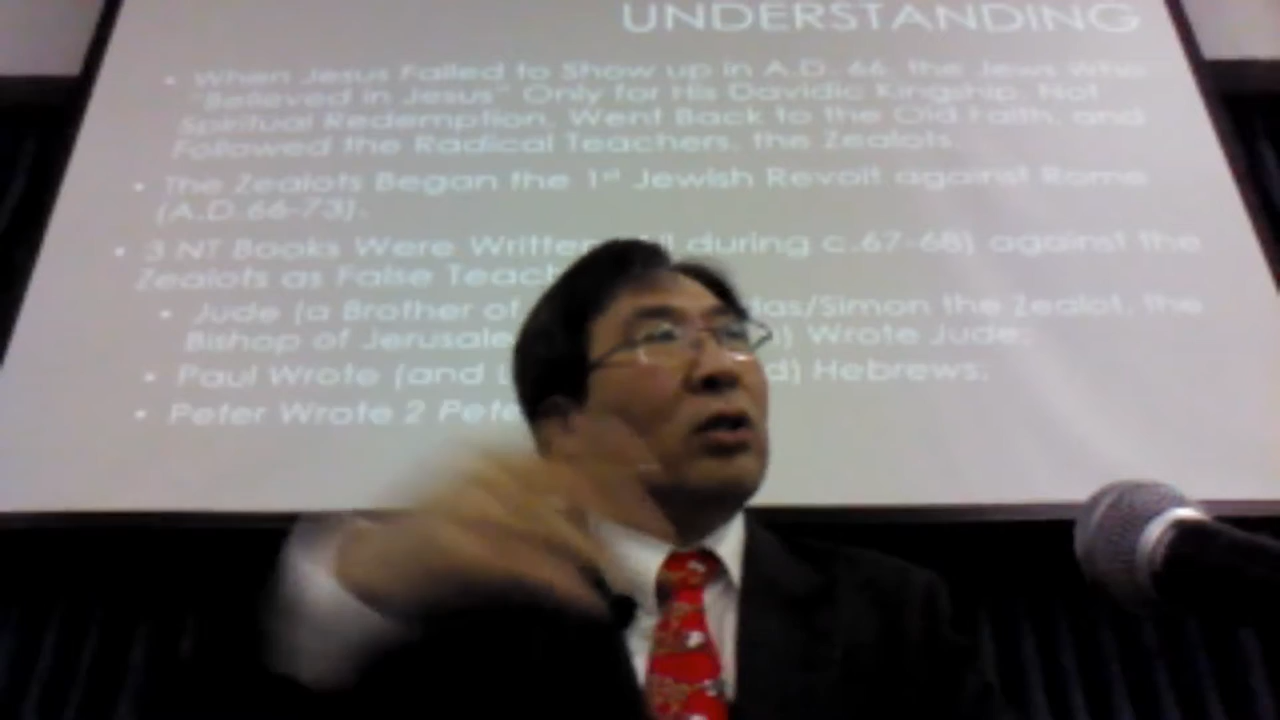 UNDERSTANDING
• When Jesus Failed to Show up in A.D. 66, the Jews Who
"Believed in Jesus" Only for His Davidic Kingship, Not
Spiritual Redemption, Went Back to the Old Faith, and
Followed the Radical Teachers, the Zealots.
• The Zealots Began the 1st Jewish Revolt against Rome
(A.D. 66-73).
• 3 NT Books Were Written during c.67-68) against the
Zealots as False
• Jude (a Brother of /Simon the Zealot, the
Bishop of Wrote Jude;
• Paul Wrote (and Hebrews;
• Peter Wrote 2